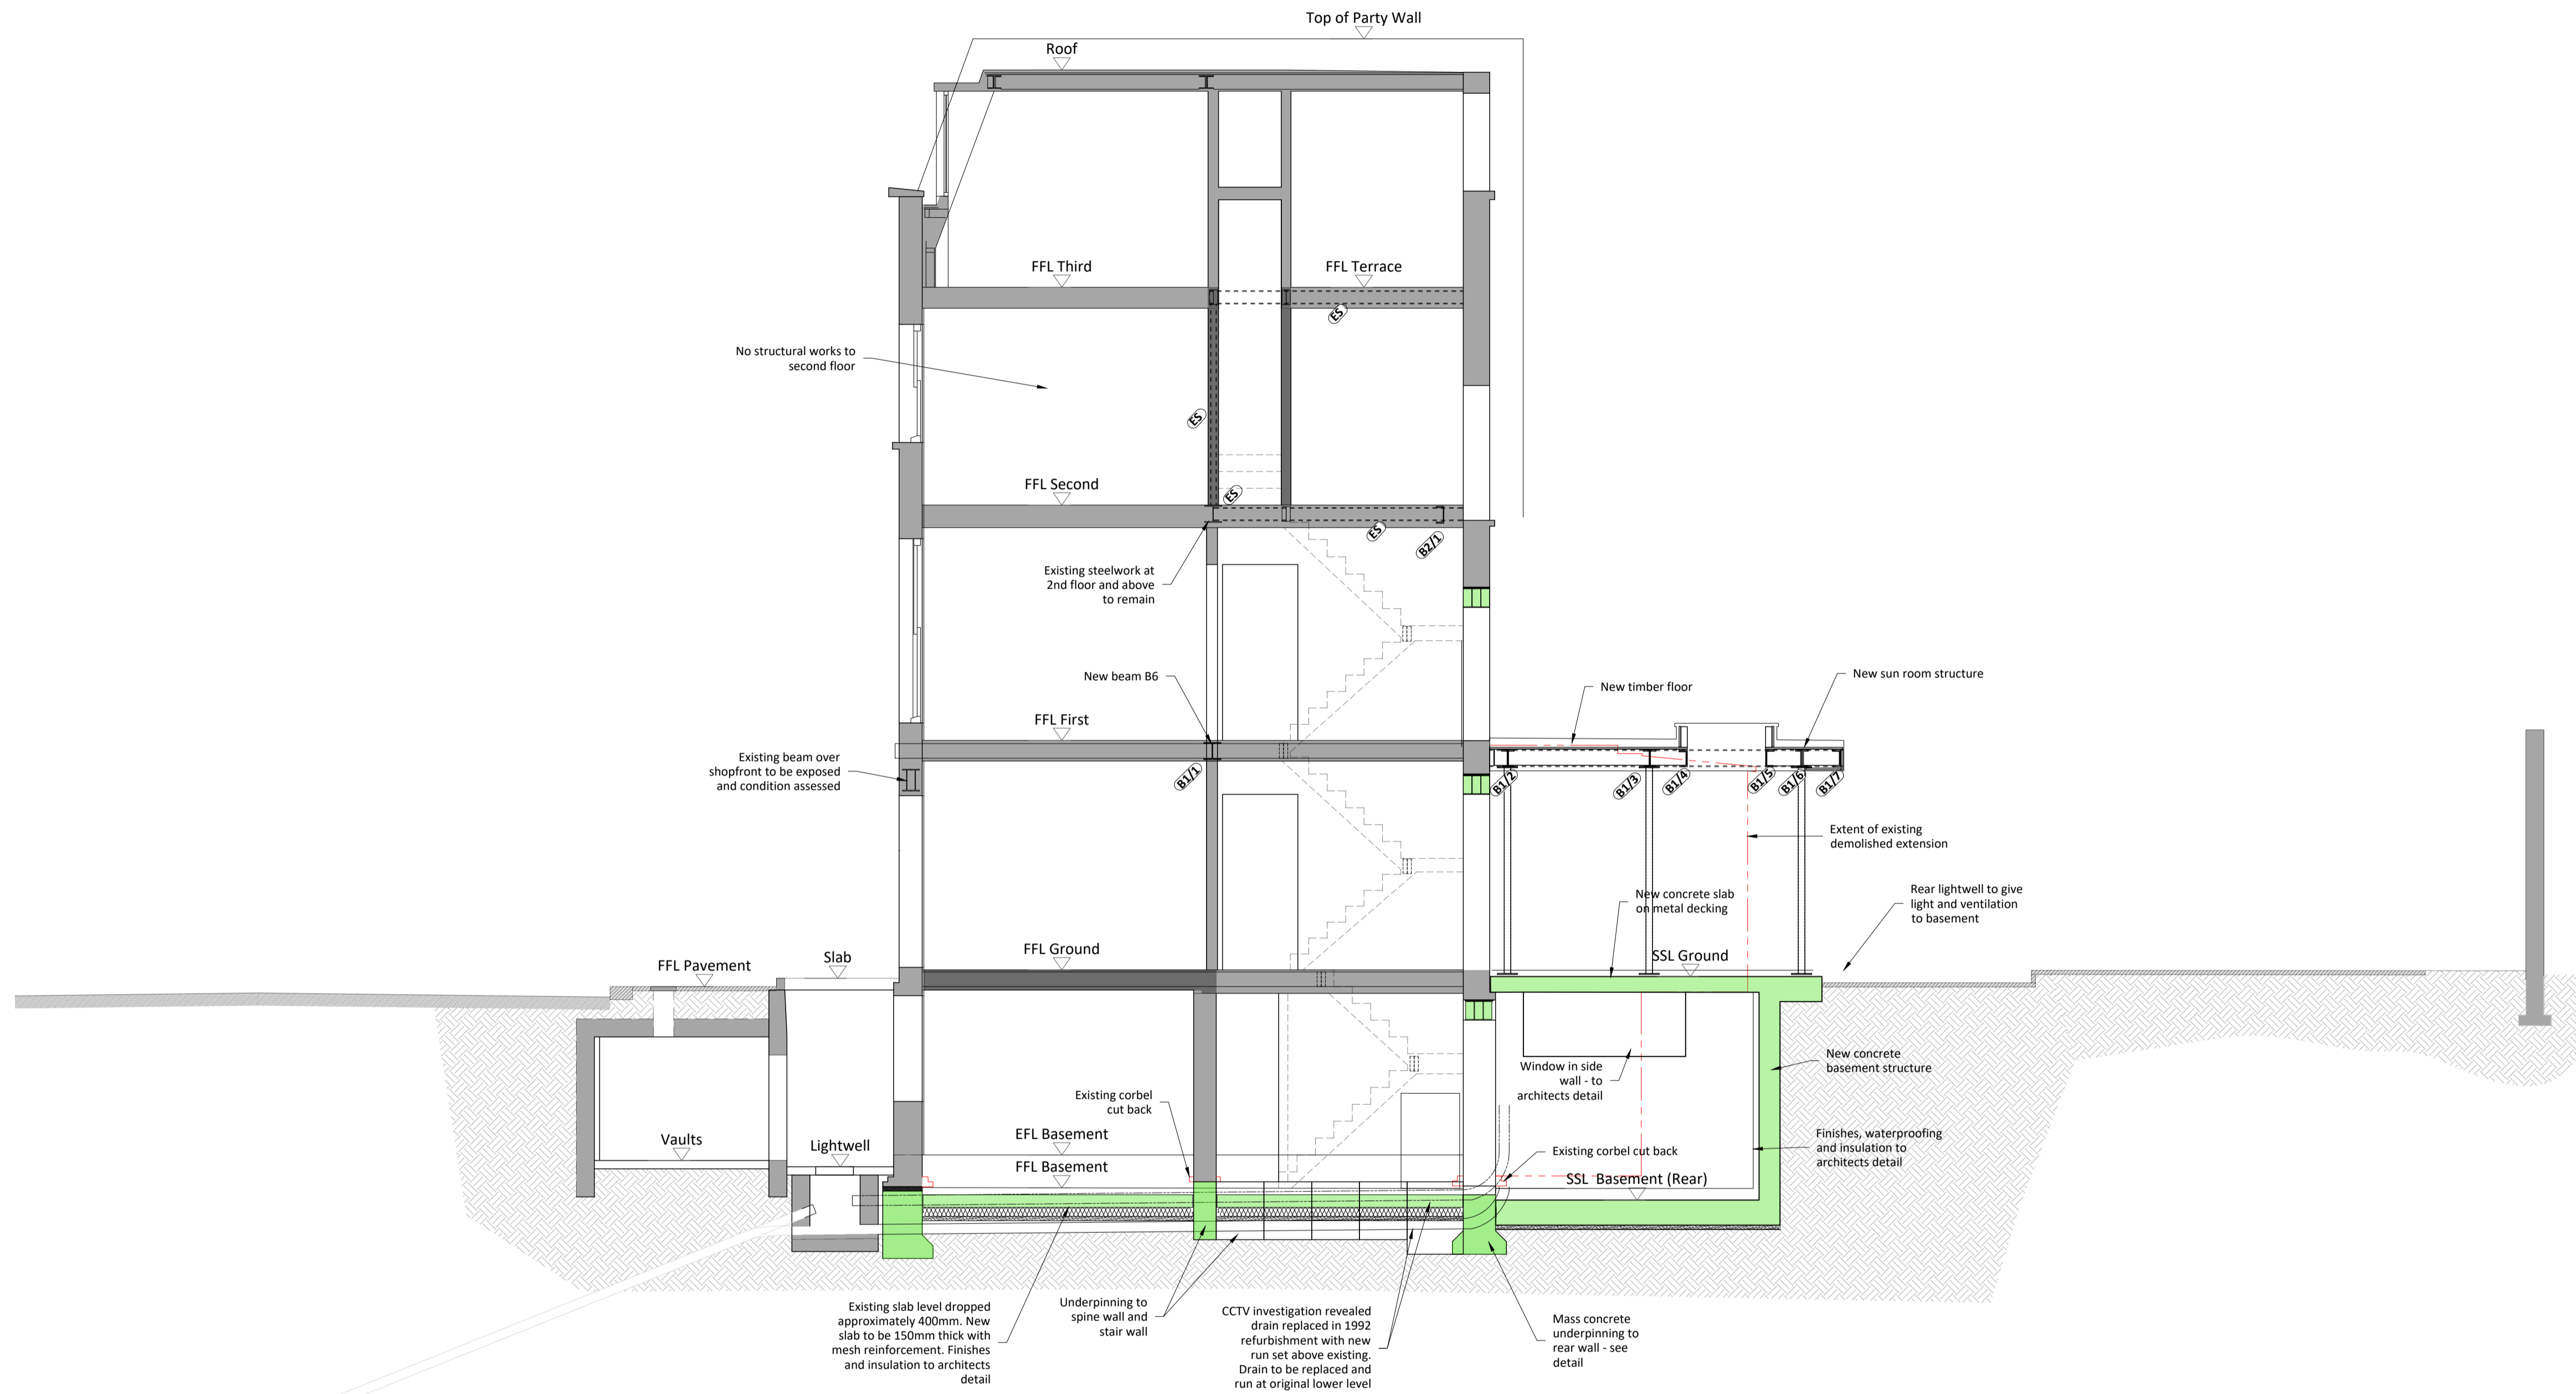 Top of Party Wall
Roof
FFL Third
FFL Terrace
ES
No structural works to
second floor
ES
FFL Second
ES
ES
B2/1
Existing steelwork at
2nd floor and above
to remain
New beam B6
New timber floor
New sun room structure
FFL First
Existing beam over
shopfront to be exposed
and condition assessed
B1/1
B1/2
B1/3
B1/4
B1/5
B1/6
B1/7
Extent of existing
demolished extension
New concrete slab
on metal decking
Rear lightwell to give
light and ventilation
to basement
FFL Pavement
Slab
FFL Ground
SSL Ground
Window in side
wall - to
architects detail
New concrete
basement structure
Existing corbel
cut back
Vaults
Lightwell
EFL Basement
FFL Basement
Existing corbel cut back
SSL Basement (Rear)
Finishes, waterproofing
and insulation to
architects detail
Existing slab level dropped
approximately 400mm. New
slab to be 150mm thick with
mesh reinforcement. Finishes
and insulation to architects
detail
Underpinning to
spine wall and
stair wall
CCTV investigation revealed
drain replaced in 1992
refurbishment with new
run set above existing.
Drain to be replaced and
run at original lower level
Mass concrete
underpinning to
rear wall - see
detail